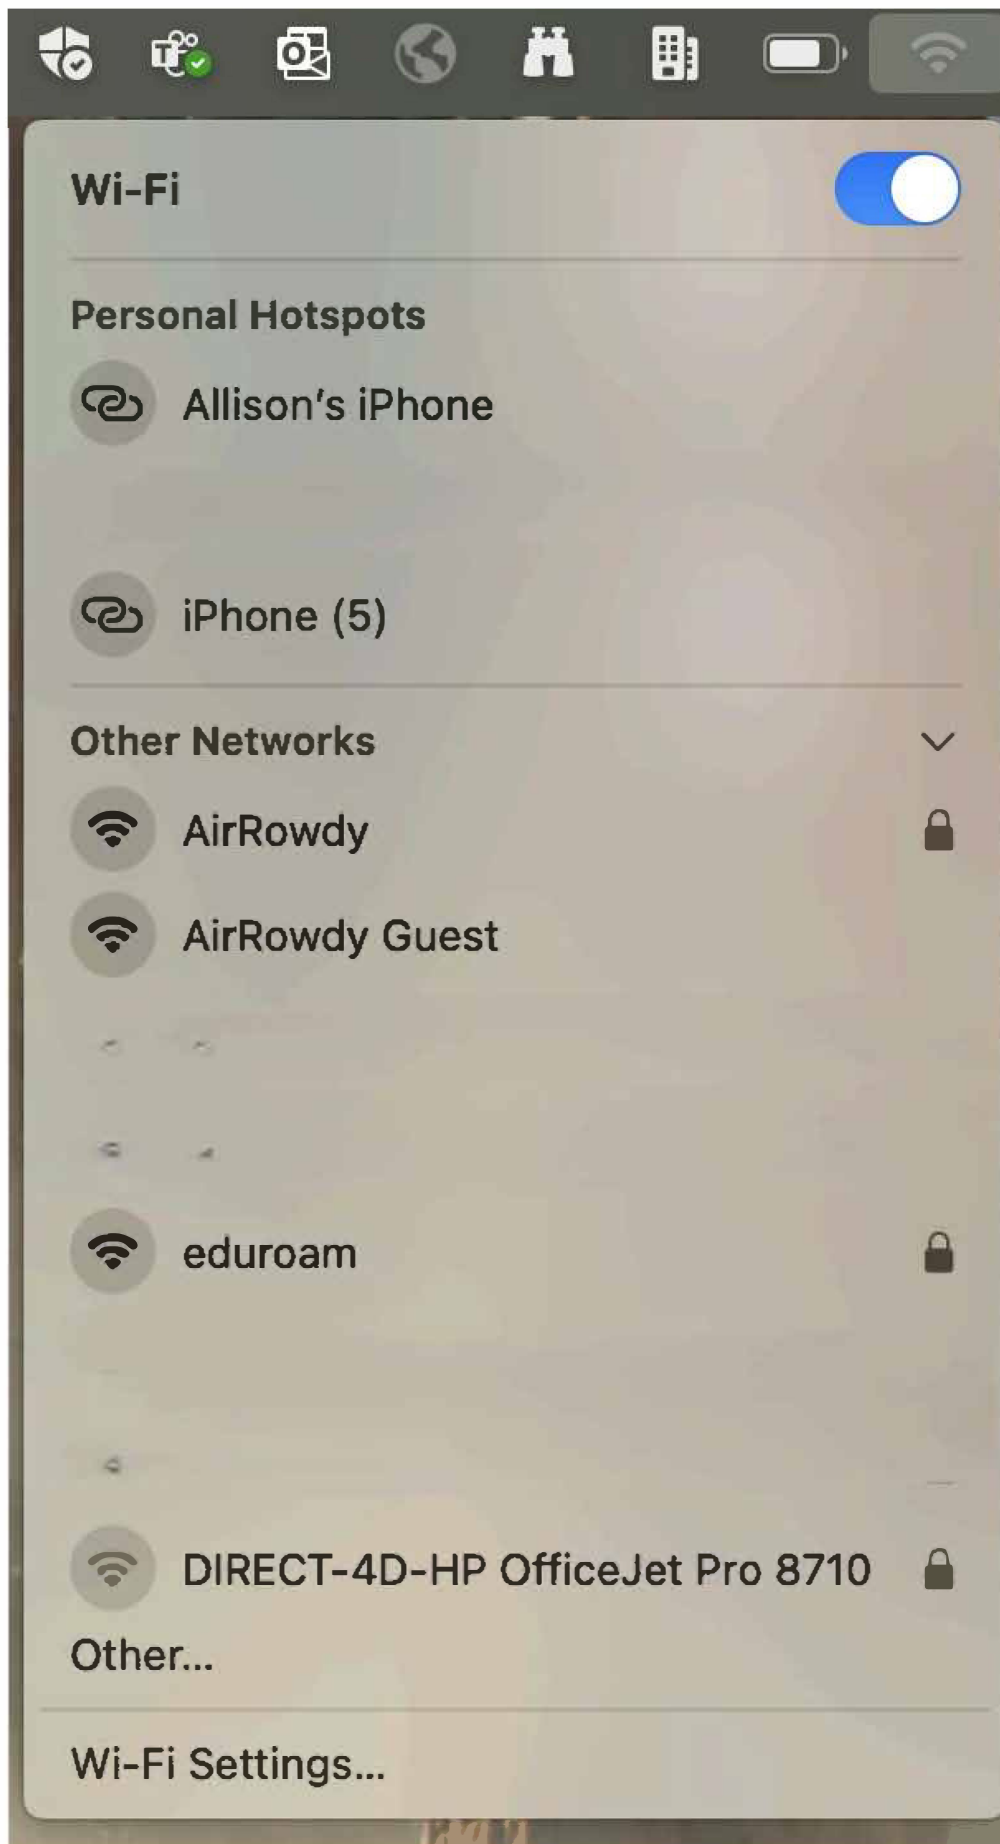 Wi-Fi
Personal Hotspots
Allison's iPhone
iPhone (5)
Other Networks
AirRowdy
AirRowdy Guest
eduroam
DIRECT-4D-HP OfficeJet Pro 8710
Other...
Wi-Fi Settings...